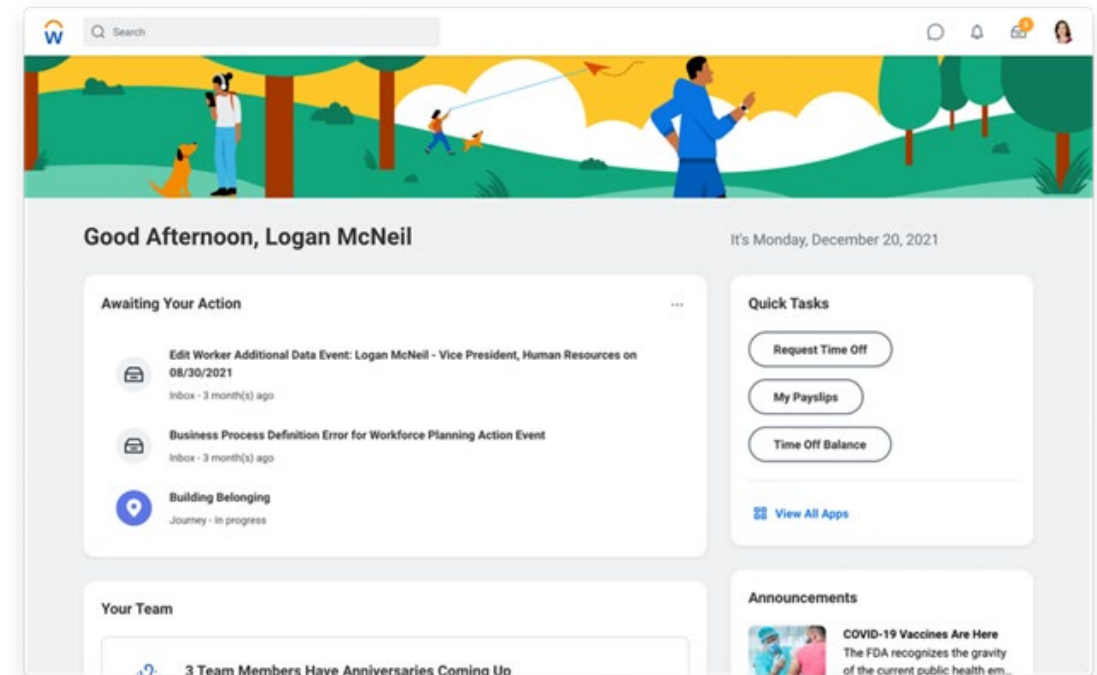 W
Search
Good Afternoon, Logan McNeil
It's Monday, December 20, 2021
Awaiting Your Action
Edit Worker Additional Data Event: Logan McNeil - Vice President, Human Resources on
08/30/2021
Inbox - 3 month(s) ago
Business Process Definition Error for Workforce Planning Action Event
Inbox - 3 month(s) ago
Building Belonging
Journey - In progress
Quick Tasks
Request Time Off
My Payslips
Time Off Balance
View All Apps
Your Team
3 Team Members Have Anniversaries Coming Up
Announcements
COVID-19 Vaccines Are Here
The FDA recognizes the gravity
of the current public health em...